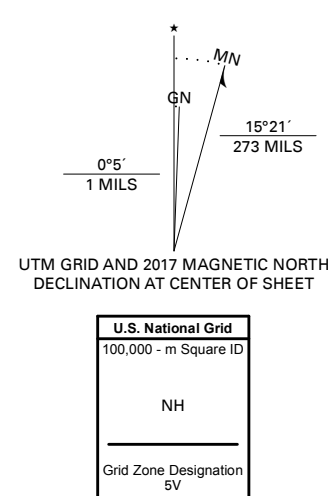 ★
MN
GN
15°21´
273 MILS
0°5´
1 MILS
UTM GRID AND 2017 MAGNETIC NORTH
DECLINATION AT CENTER OF SHEET
U.S. National Grid
100,000 - m Square ID
NH
Grid Zone Designation
5V